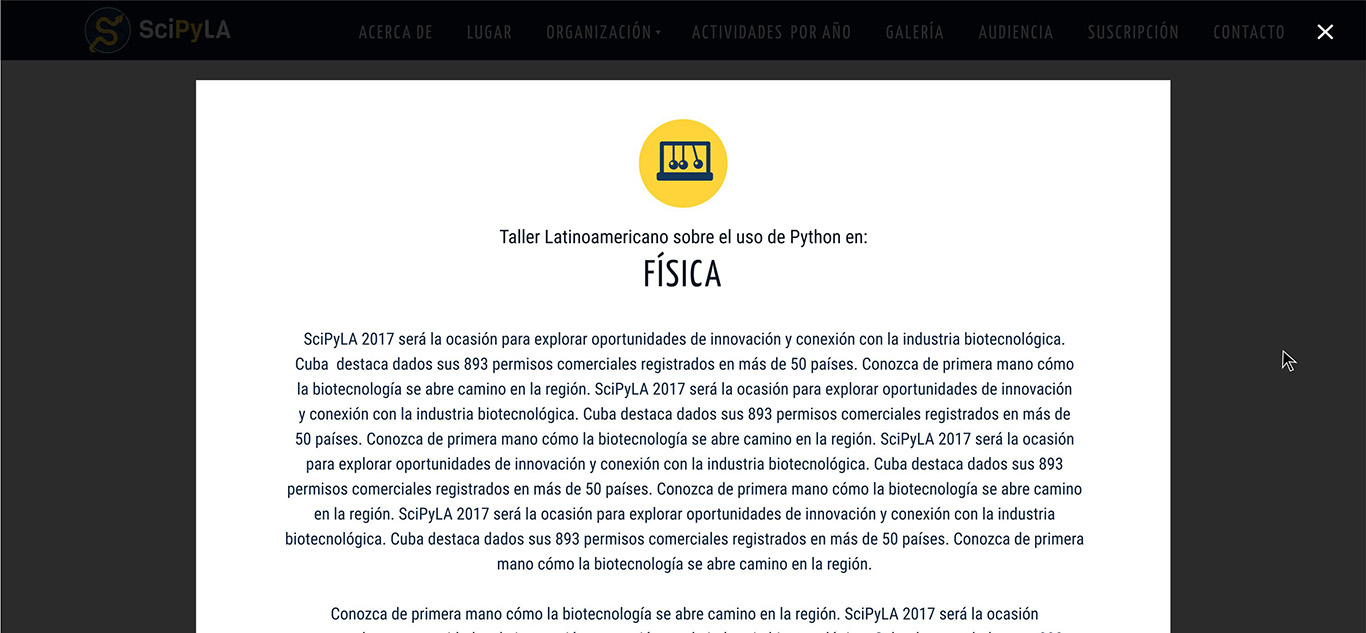 SciPyLA
ACERCA DE LUGAR ORGANIZACIÓN ACTIVIDADES POR AÑO GALERÍA AUDIENCIA SUSCRIPCIÓN CONTACTO
Taller Latinoamericano sobre el uso de Python en:
FÍSICA
SciPyLA 2017 será la ocasión para explorar oportunidades de innovación y conexión con la industria biotecnológica.
Cuba destaca dados sus 893 permisos comerciales registrados en más de 50 países. Conozca de primera mano cómo
la biotecnología se abre camino en la región. SciPyLA 2017 será la ocasión para explorar oportunidades de innovación
y conexión con la industria biotecnológica. Cuba destaca dados sus 893 permisos comerciales registrados en más de
50 países. Conozca de primera mano cómo la biotecnología se abre camino en la región. SciPyLA 2017 será la ocasión
para explorar oportunidades de innovación y conexión con la industria biotecnológica. Cuba destaca dados sus 893
permisos comerciales registrados en más de 50 países. Conozca de primera mano cómo la biotecnología se abre camino
en la región. SciPyLA 2017 será la ocasión para explorar oportunidades de innovación y conexión con la industria
biotecnológica. Cuba destaca dados sus 893 permisos comerciales registrados en más de 50 países. Conozca de primera
mano cómo la biotecnología se abre camino en la región.
Conozca de primera mano cómo la biotecnología se abre camino en la región. SciPyLA 2017 será la ocasión